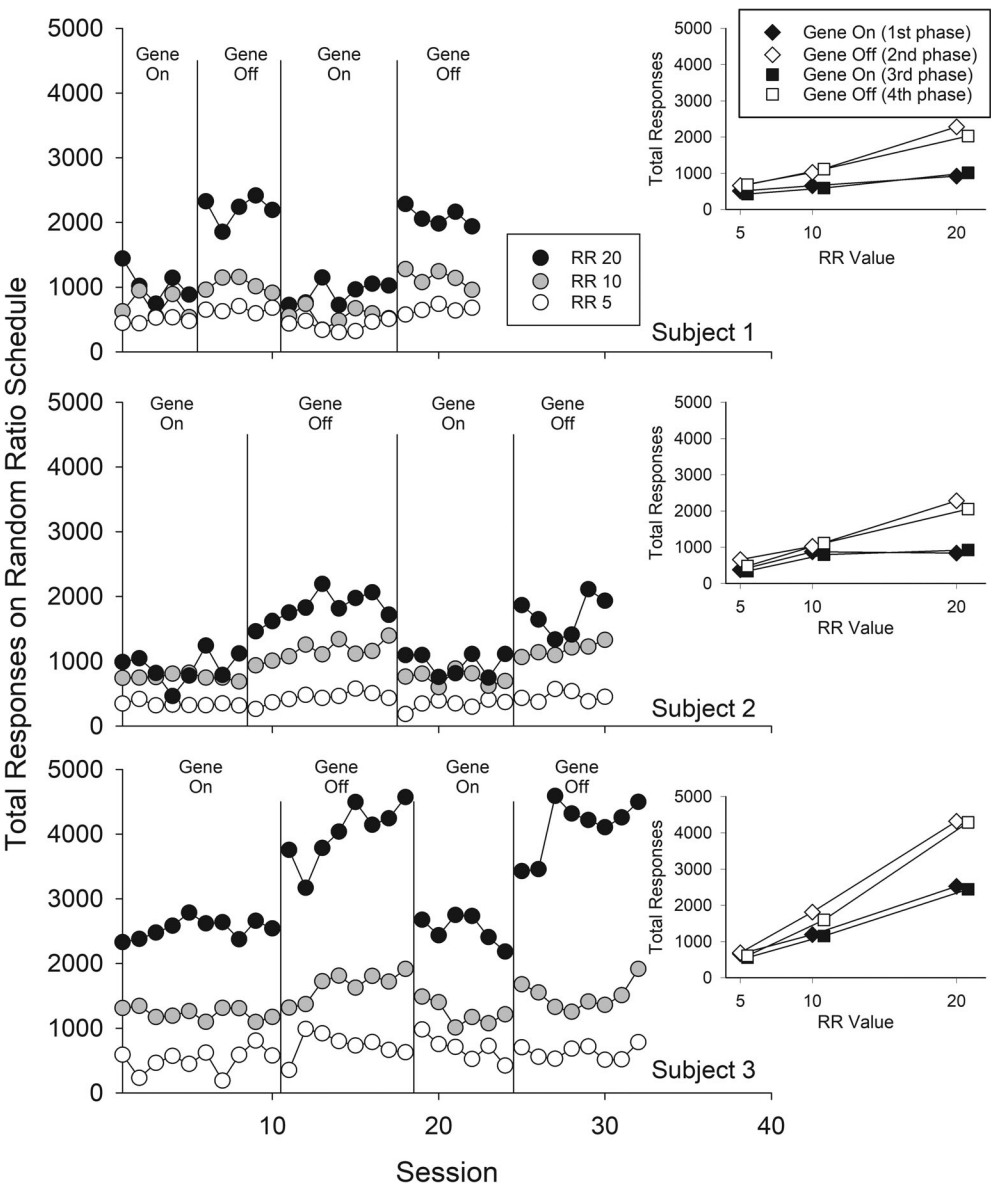 Total Responses on Random Ratio Schedule
5000
4000
3000
2000
1000
0
Gene
On
Gene
Off
Gene
On
Gene
Off
RR 20
RR 10
RR 5
Subject 1
Total Responses
5000
4000
3000
2000
1000
0
5
10
20
RR Value
Gene On (1st phase)
Gene Off (2nd phase)
Gene On (3rd phase)
Gene Off (4th phase)
5000
4000
3000
2000
1000
0
Gene
On
Gene
Off
Gene
On
Gene
Off
Subject 2
Total Responses
5000
4000
3000
2000
1000
0
5
10
20
RR Value
5000
4000
3000
2000
1000
0
Gene
On
Gene
Off
Gene
On
Gene
Off
Subject 3
Total Responses
5000
4000
3000
2000
1000
0
5
10
20
RR Value
10
20
30
40
Session